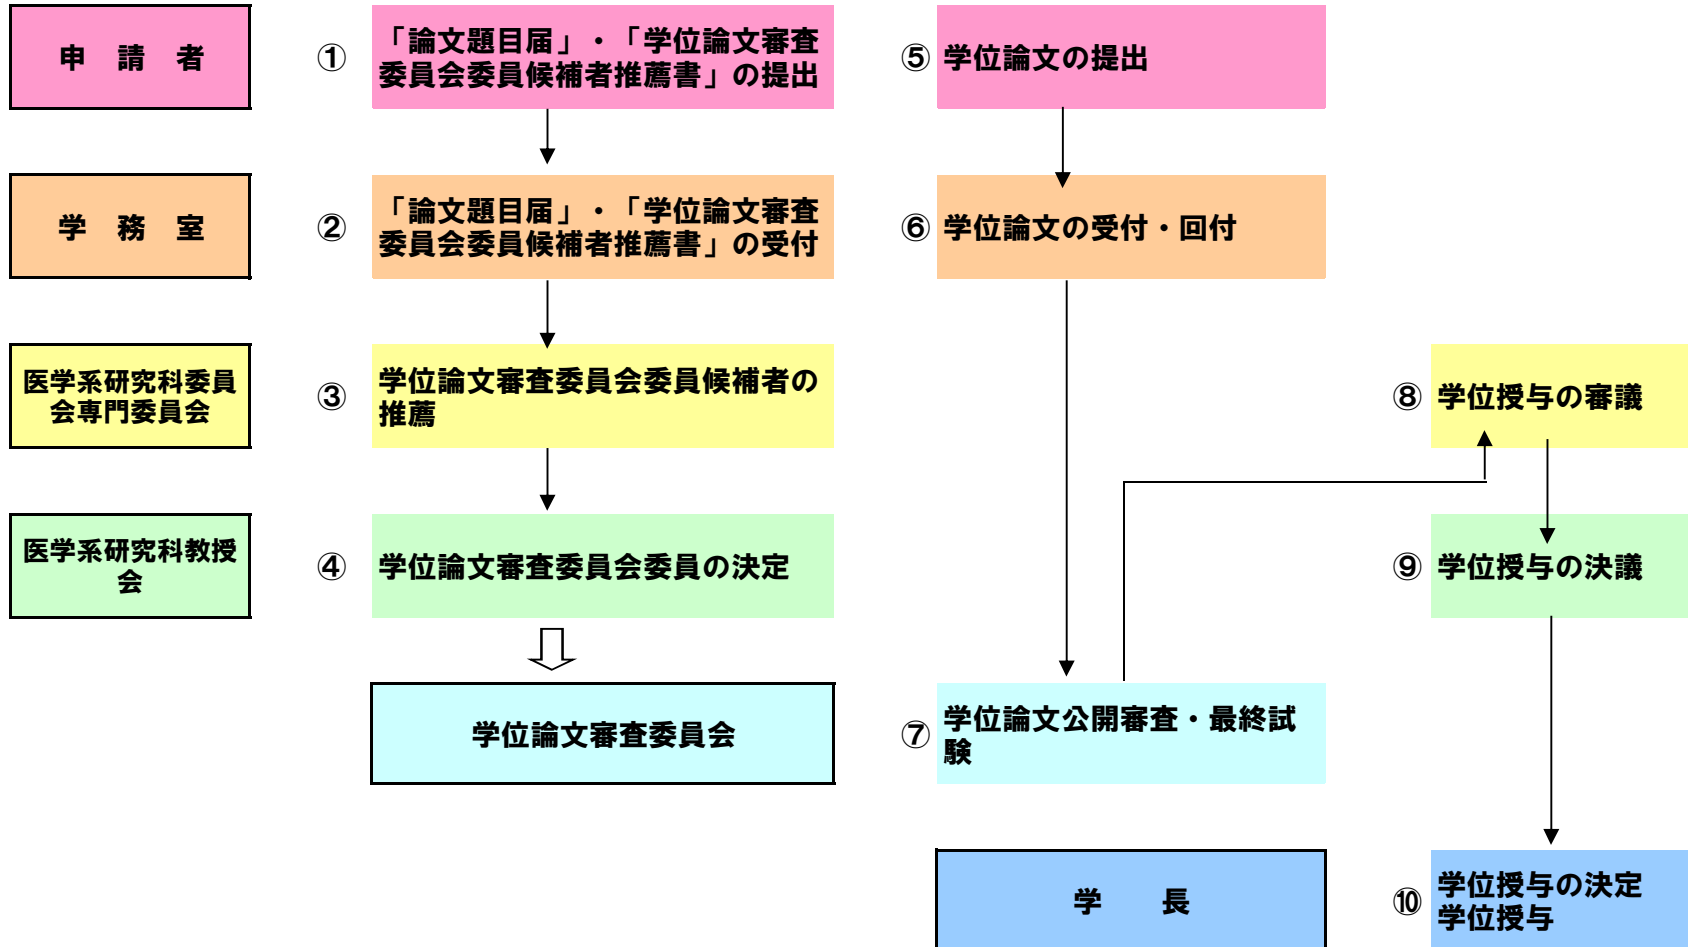 申　請　者
①
「論文題目届」・「学位論文審査
委員会委員候補者推薦書」の提出
⑤
学位論文の提出
学　務　室
②
「論文題目届」・「学位論文審査
委員会委員候補者推薦書」の受付
⑥
学位論文の受付・回付
医学系研究科委員
会専門委員会
③
学位論文審査委員会委員候補者の
推薦
⑧
学位授与の審議
医学系研究科教授
会
④
学位論文審査委員会委員の決定
⑨
学位授与の決議
学位論文審査委員会
⑦
学位論文公開審査・最終試
験
学　　長
⑩
学位授与の決定
学位授与